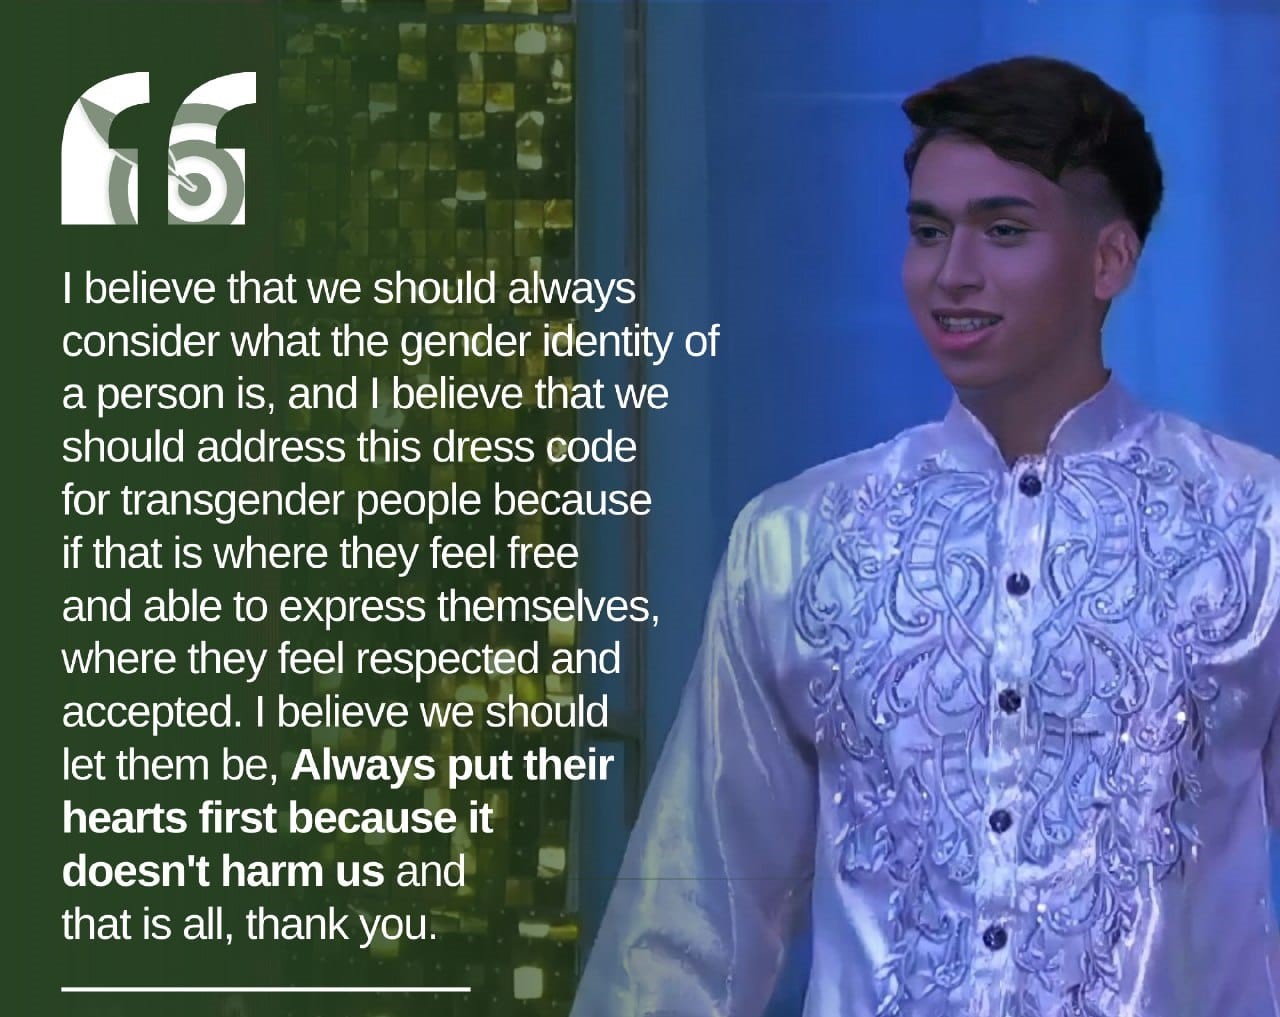 I believe that we should always
consider what the gender identity of
a person is, and I believe that we
should address this dress code
for transgender people because
if that is where they feel free
and able to express themselves,
where they feel respected and
accepted. I believe we should
let them be, Always put their
hearts first because it
doesn't harm us and
that is all, thank you.